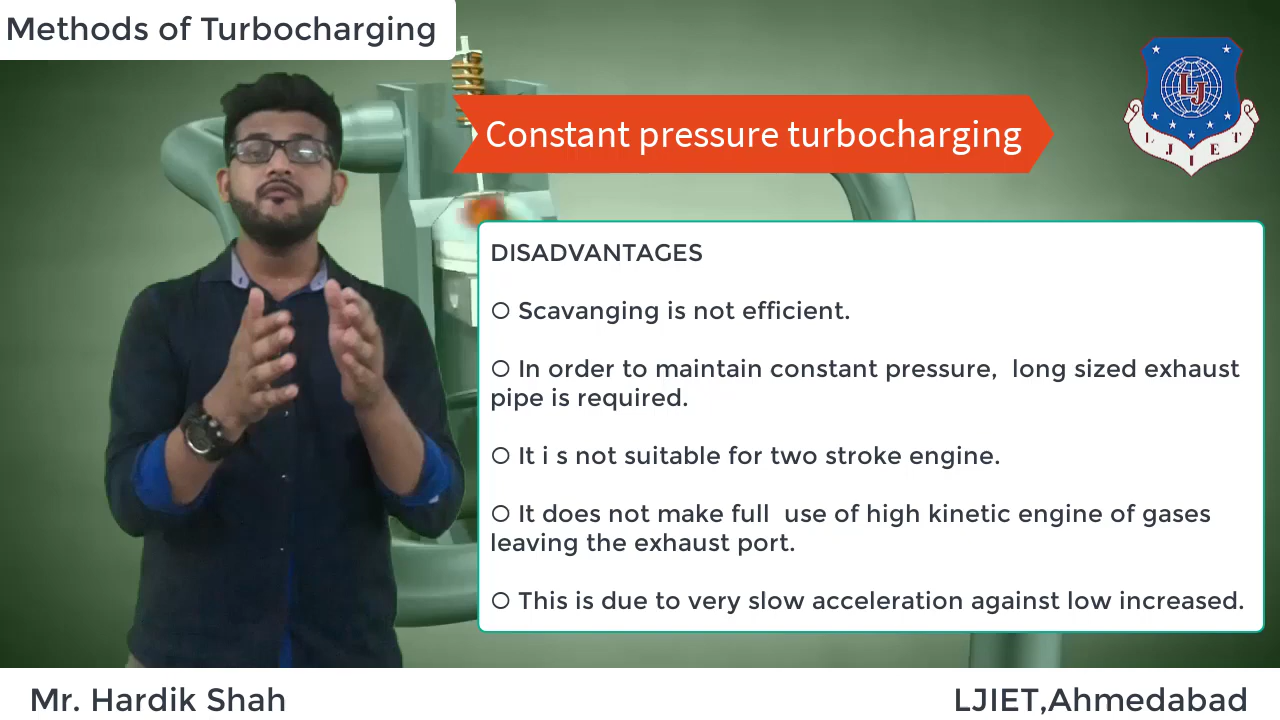 Methods of Turbocharging
Constant pressure turbocharging
LJ
L J I E T
DISADVANTAGES
○ Scavanging is not efficient.
○ In order to maintain constant pressure,  long sized exhaust
pipe is required.
○ It i s not suitable for two stroke engine.
○ It does not make full  use of high kinetic engine of gases
leaving the exhaust port.
○ This is due to very slow acceleration against low increased.
Mr. Hardik Shah
LJIET,Ahmedabad